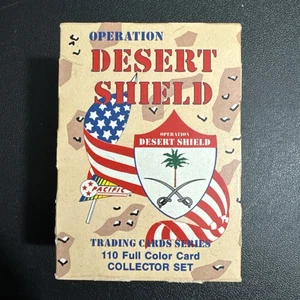 OPERATION
DESERT
SHIELD
OPERATION
DESERT SHIELD
PACIFIC
TRADING CARDS SERIES
110 Full Color Card
COLLECTOR SET